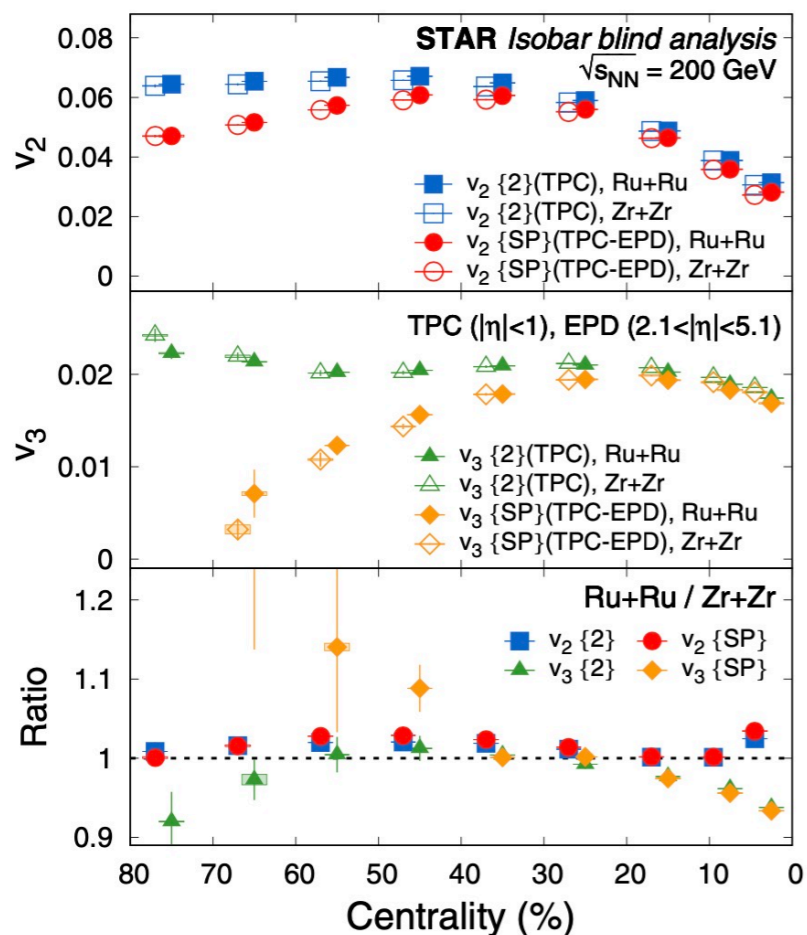 STAR Isobar blind analysis
√sNN = 200 GeV
0.08
0.06
0.04
0.02
0
v2
v2 {2}(TPC), Ru+Ru
v2 {2}(TPC), Zr+Zr
v2 {SP}(TPC-EPD), Ru+Ru
v2 {SP}(TPC-EPD), Zr+Zr
TPC (|η|<1), EPD (2.1<|η|<5.1)
0.02
0.01
0
v3
v3 {2}(TPC), Ru+Ru
v3 {2}(TPC), Zr+Zr
v3 {SP}(TPC-EPD), Ru+Ru
v3 {SP}(TPC-EPD), Zr+Zr
Ru+Ru / Zr+Zr
v2 {2} v2 {SP}
v3 {2} v3 {SP}
1.2
1.1
1
0.9
Ratio
80 70 60 50 40 30 20 10 0
Centrality (%)